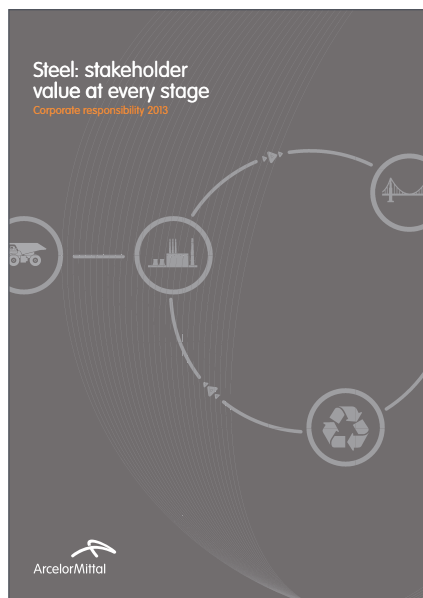 Steel: stakeholder
value at every stage
Corporate responsibility 2013
ArcelorMittal